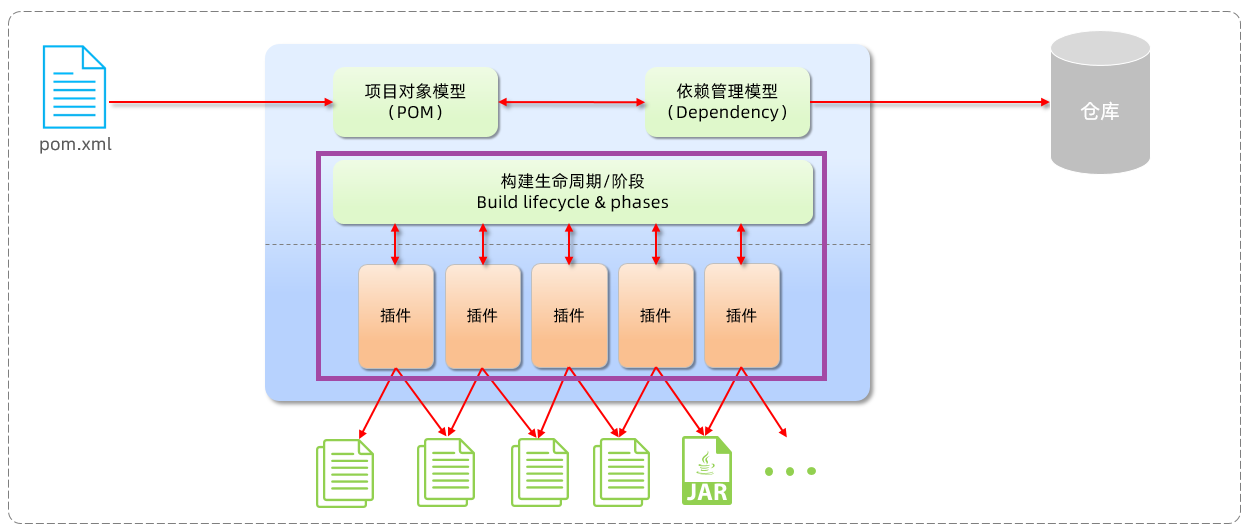 pom.xml
项目对象模型
（POM）
依赖管理模型
（Dependency）
仓库
构建生命周期/阶段
Build lifecycle & phases
插件
插件
插件
插件
插件
JAR